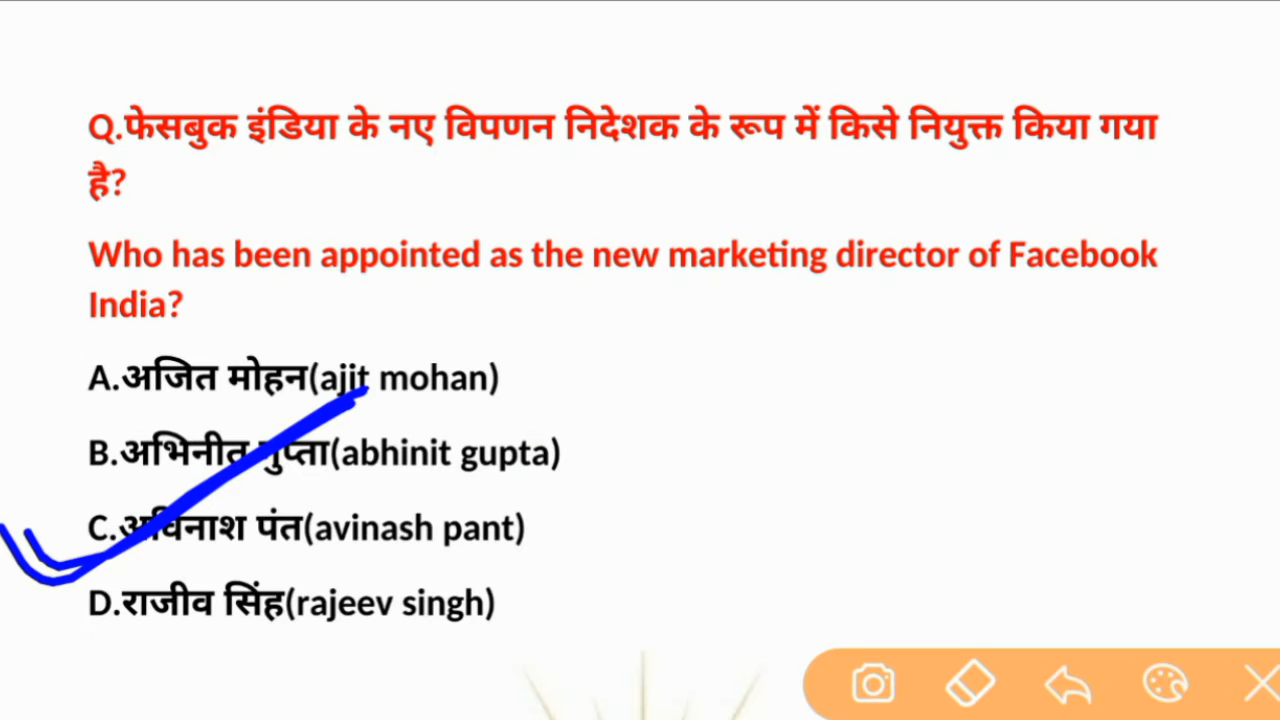 Q.फेसबुक इंडिया के नए विपणन निदेशक के रूप में किसे नियुक्त किया गया
है?
Who has been appointed as the new marketing director of Facebook
India?
A.अजित मोहन(ajit mohan)
B.अभिनीत गुप्ता(abhinit gupta)
C.अविनाश पंत(avinash pant)
D.राजीव सिंह(rajeev singh)